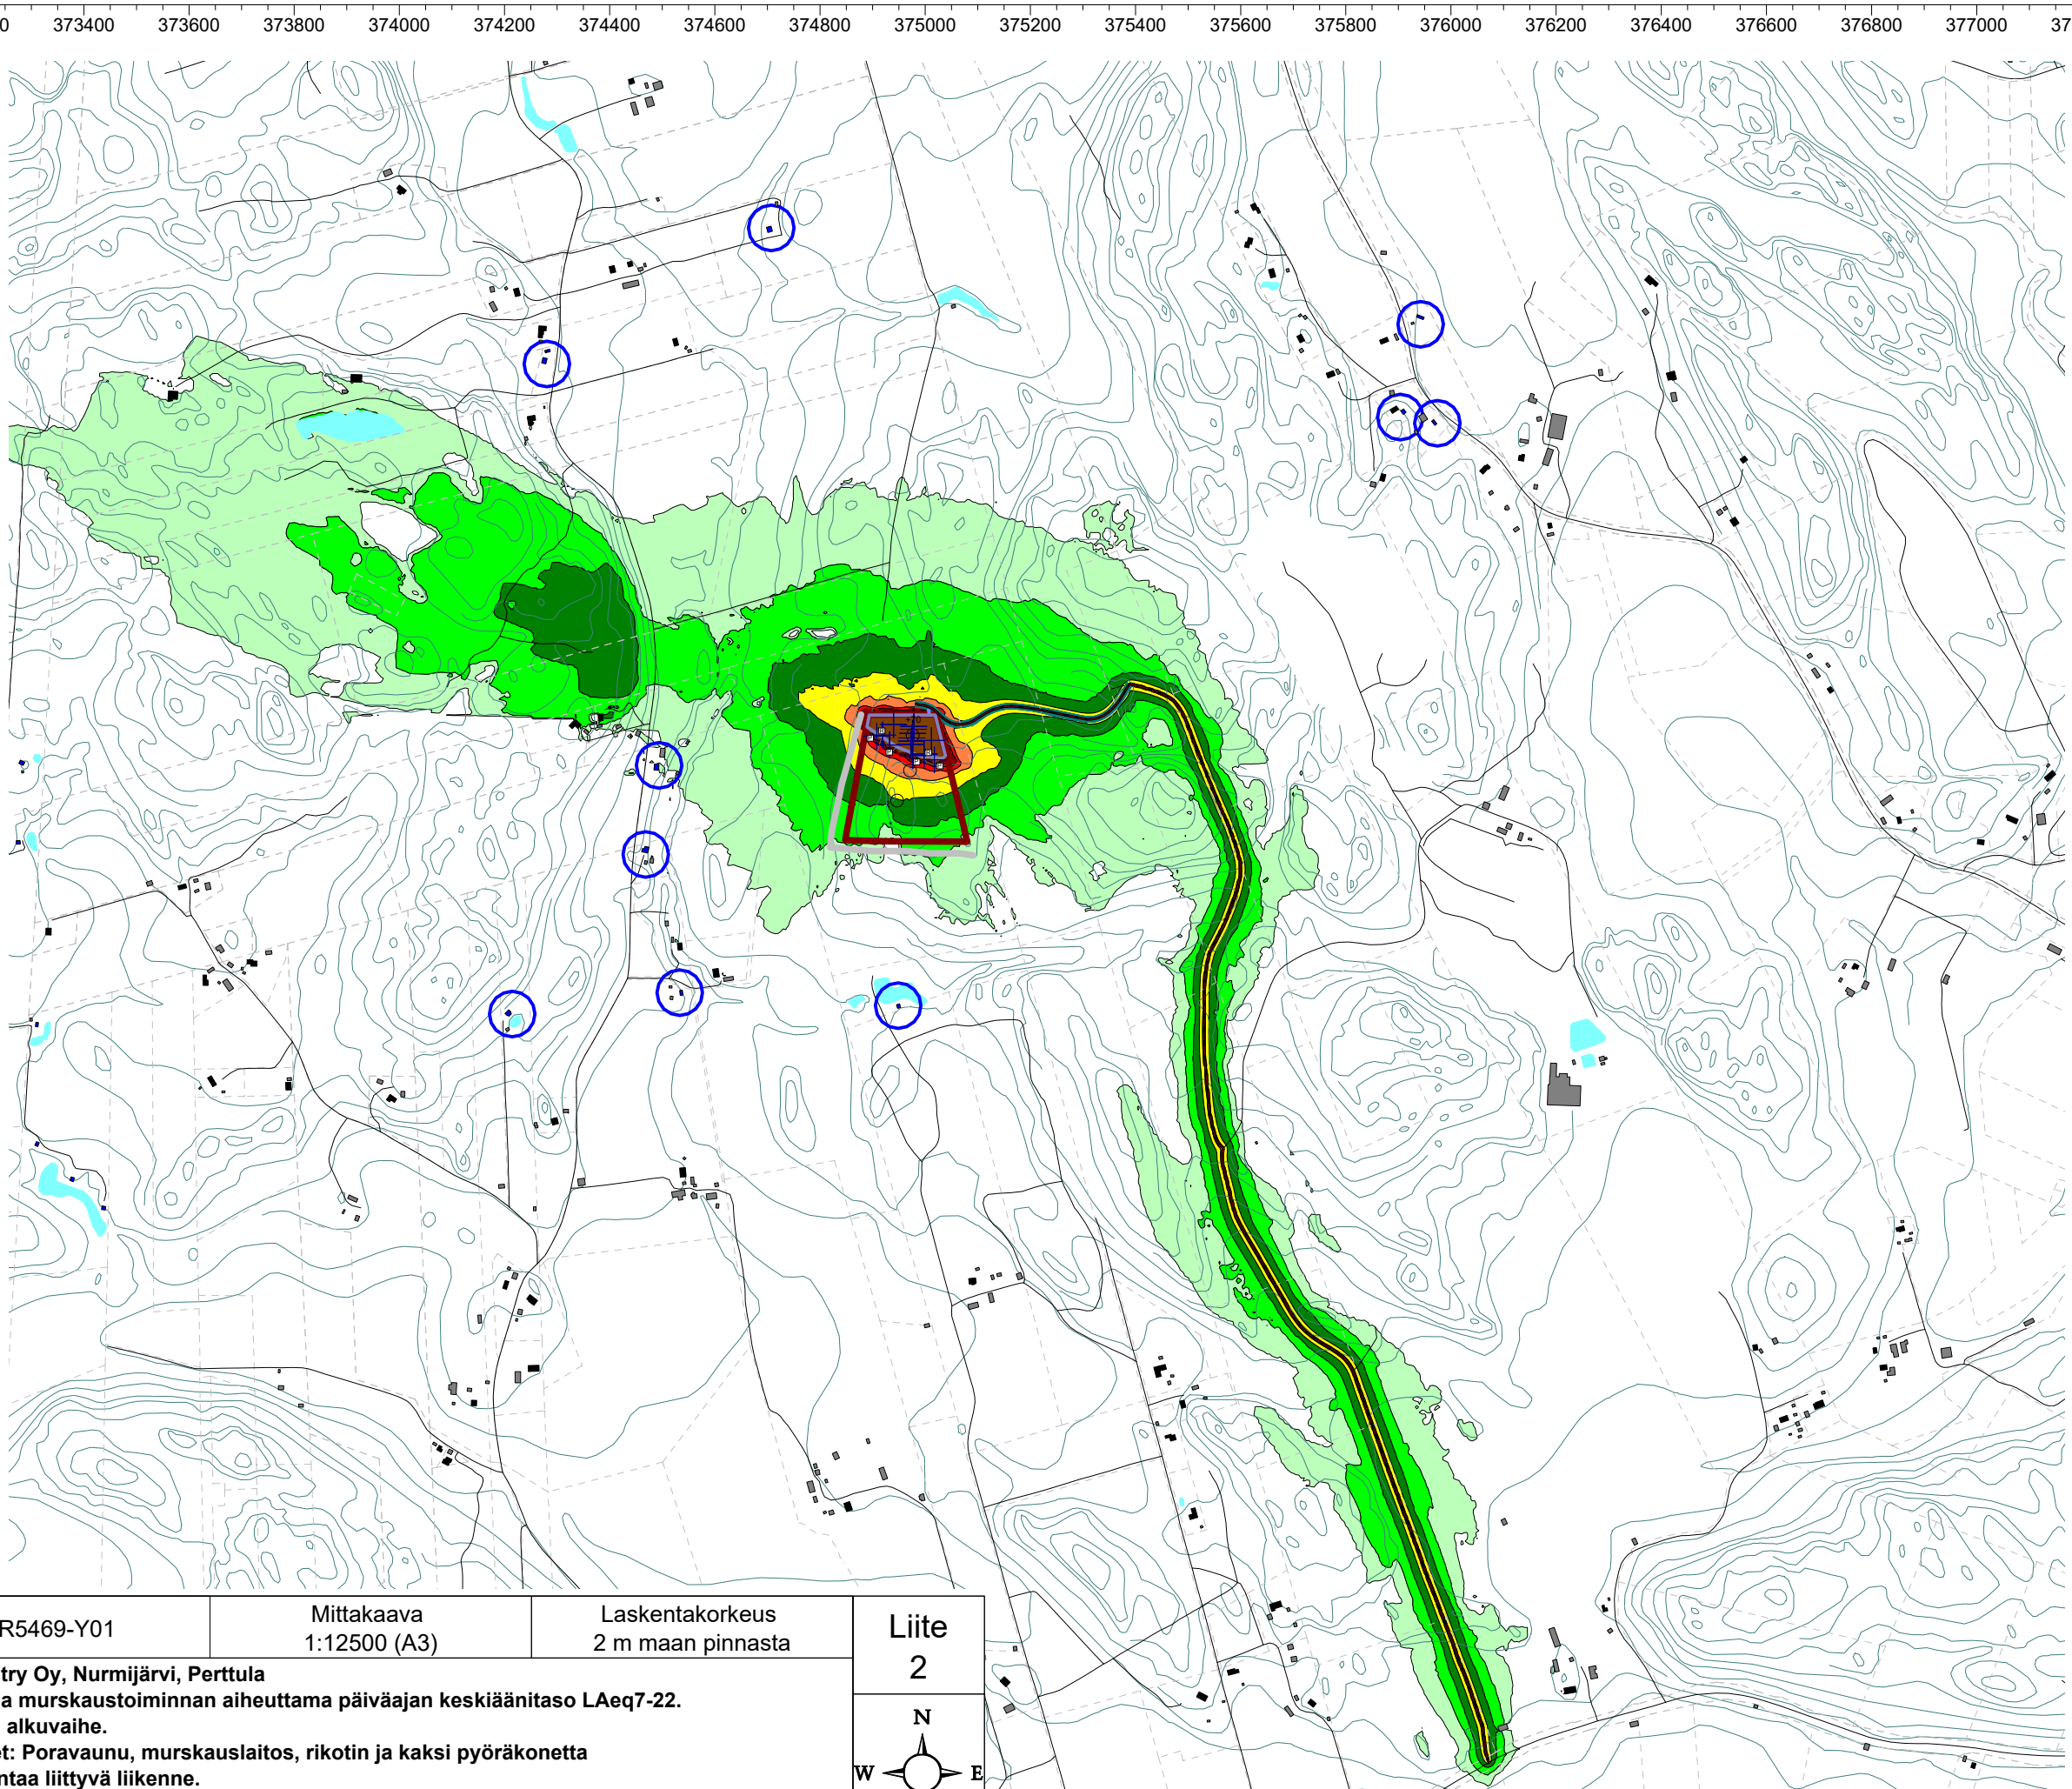 373400 373600 373800 374000 374200 374400 374600 374800 375000 375200 375400 375600 375800 376000 376200 376400 376600 376800 377000
+70
R5469-Y01
Mittakaava
1:12500 (A3)
Laskentakorkeus
2 m maan pinnasta
Liite
2
try Oy, Nurmijärvi, Perttula
a murskaustoiminnan aiheuttama päiväajan keskiäänitaso LAeq7-22.
alkuvaihe.
t: Poravaunu, murskauslaitos, rikotin ja kaksi pyöräkonetta
ntaa liittyvä liikenne.
N
W E